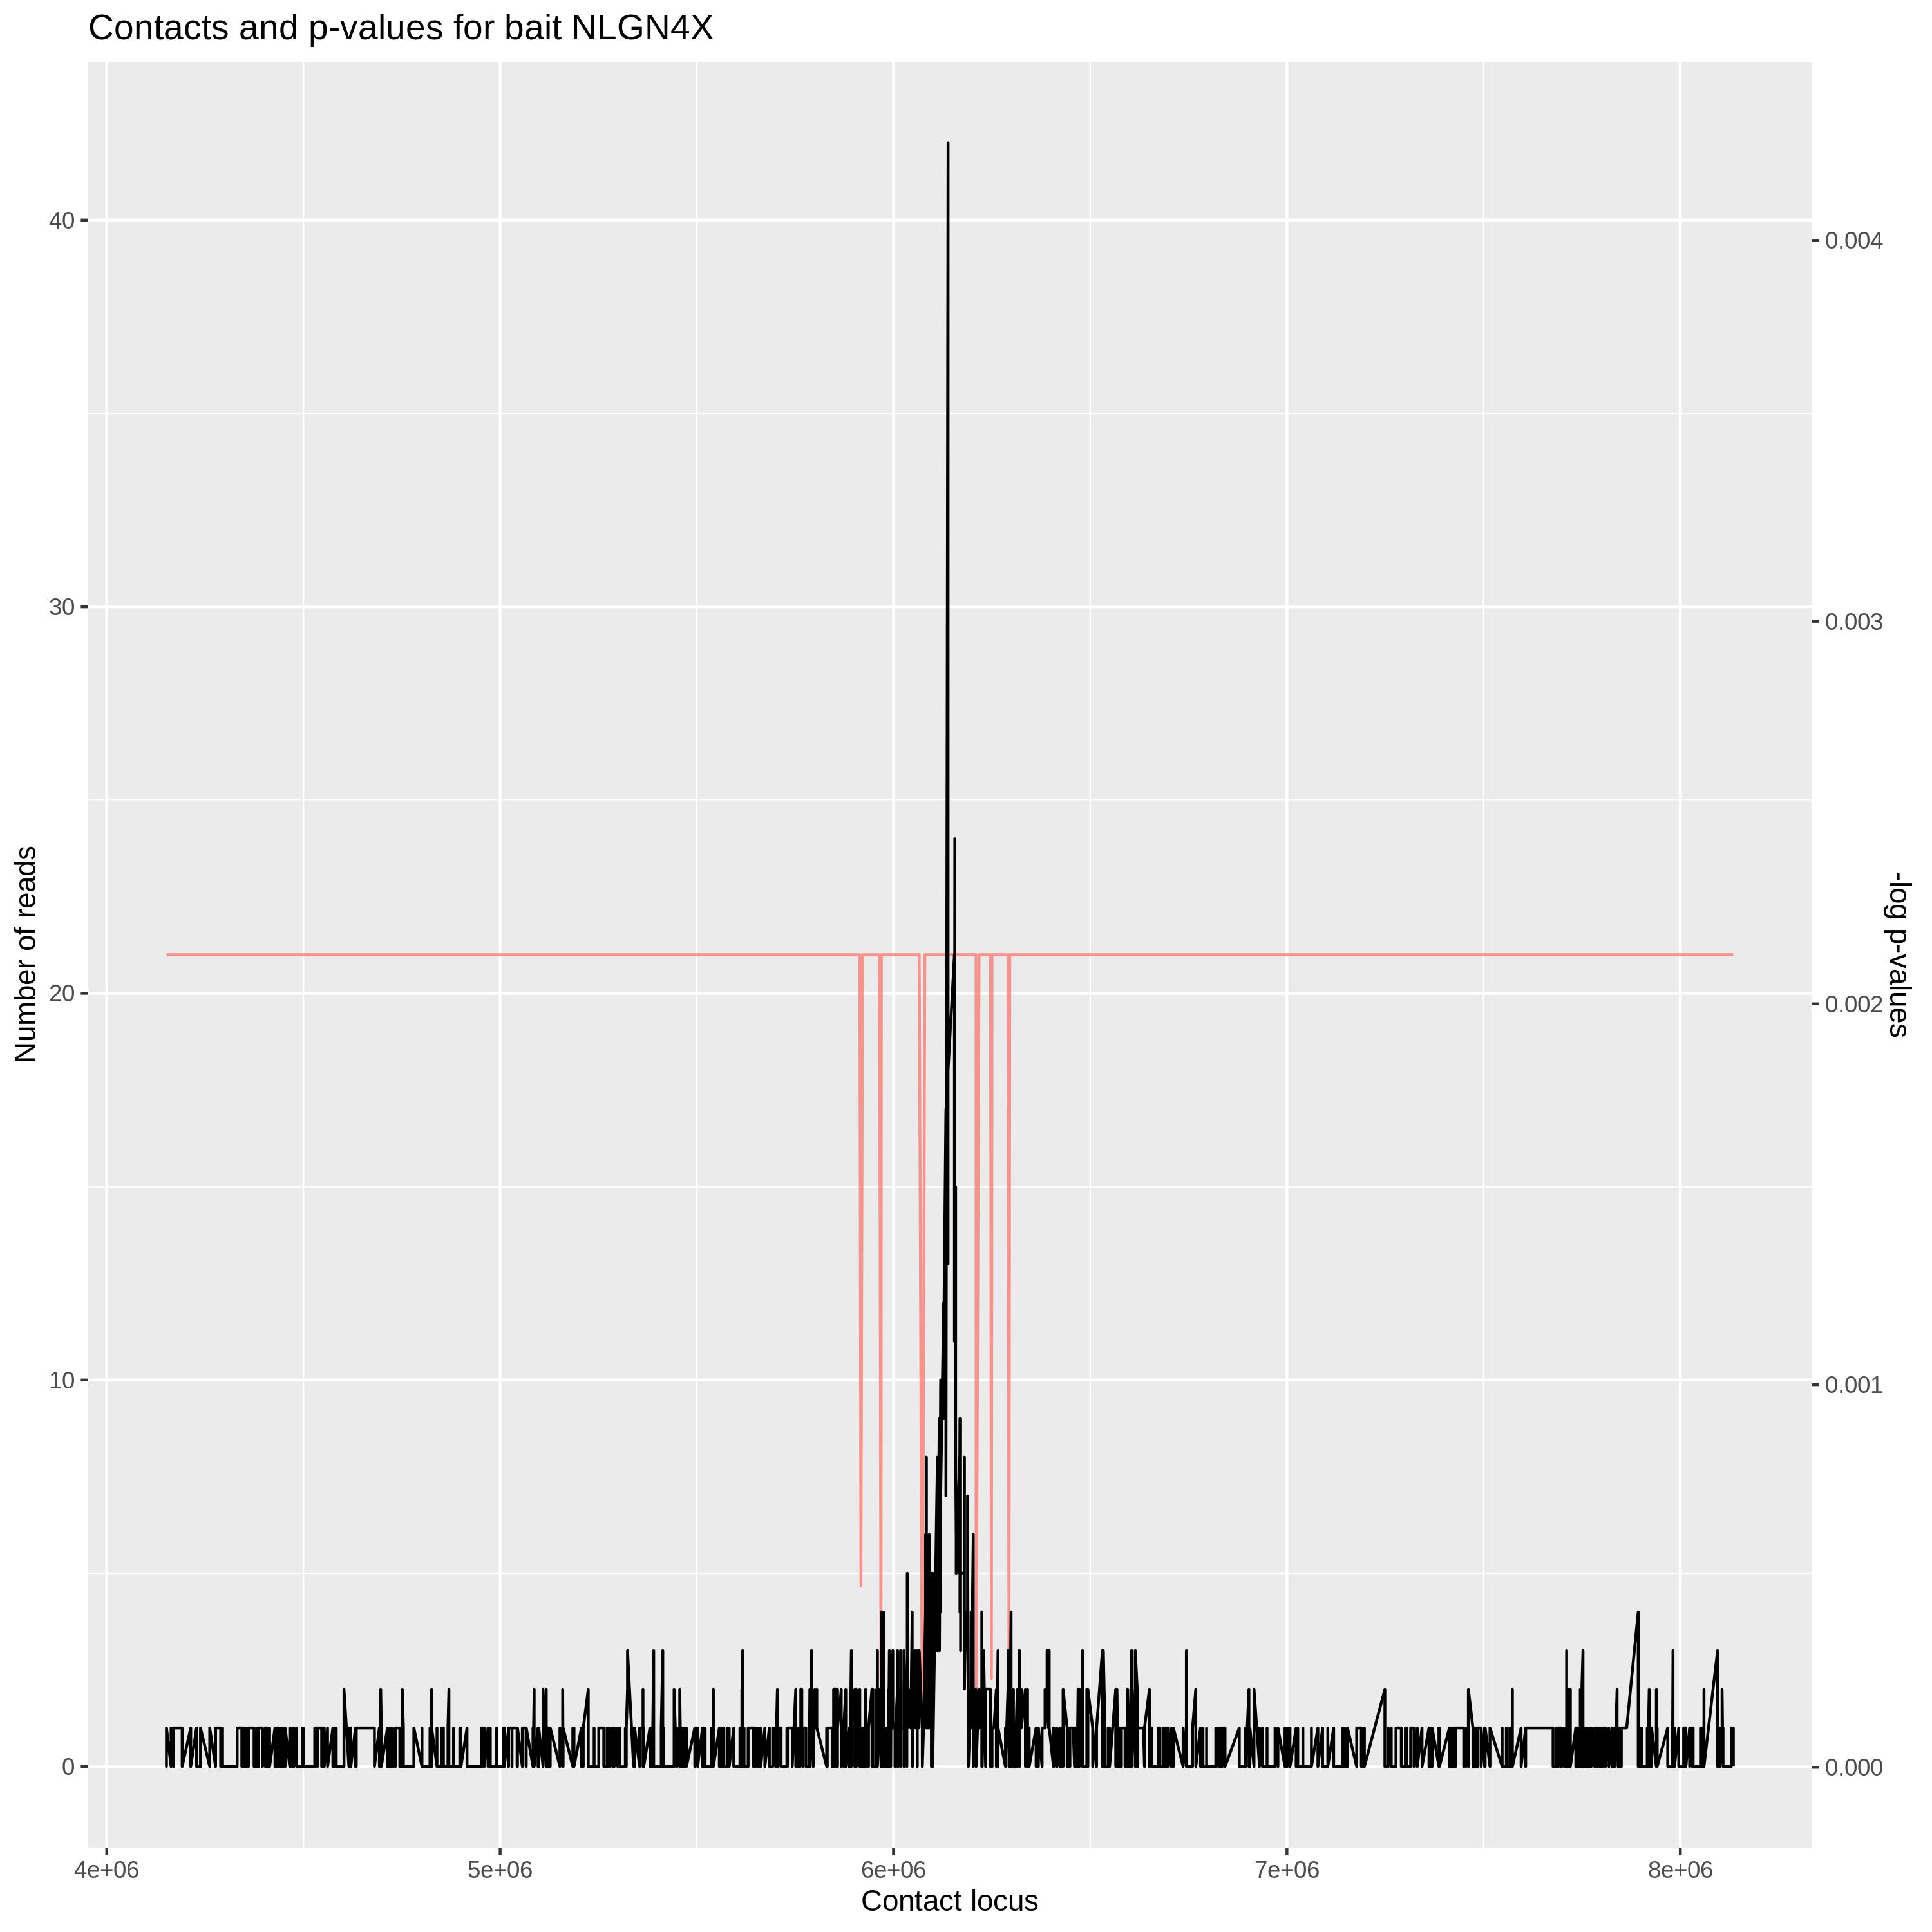 Contacts and p-values for bait NLGN4X
40
30
20
10
0
Number of reads
0.004
0.003
0.002
0.001
0.000
-log p-values
4e+06
5e+06
6e+06
7e+06
8e+06
Contact locus